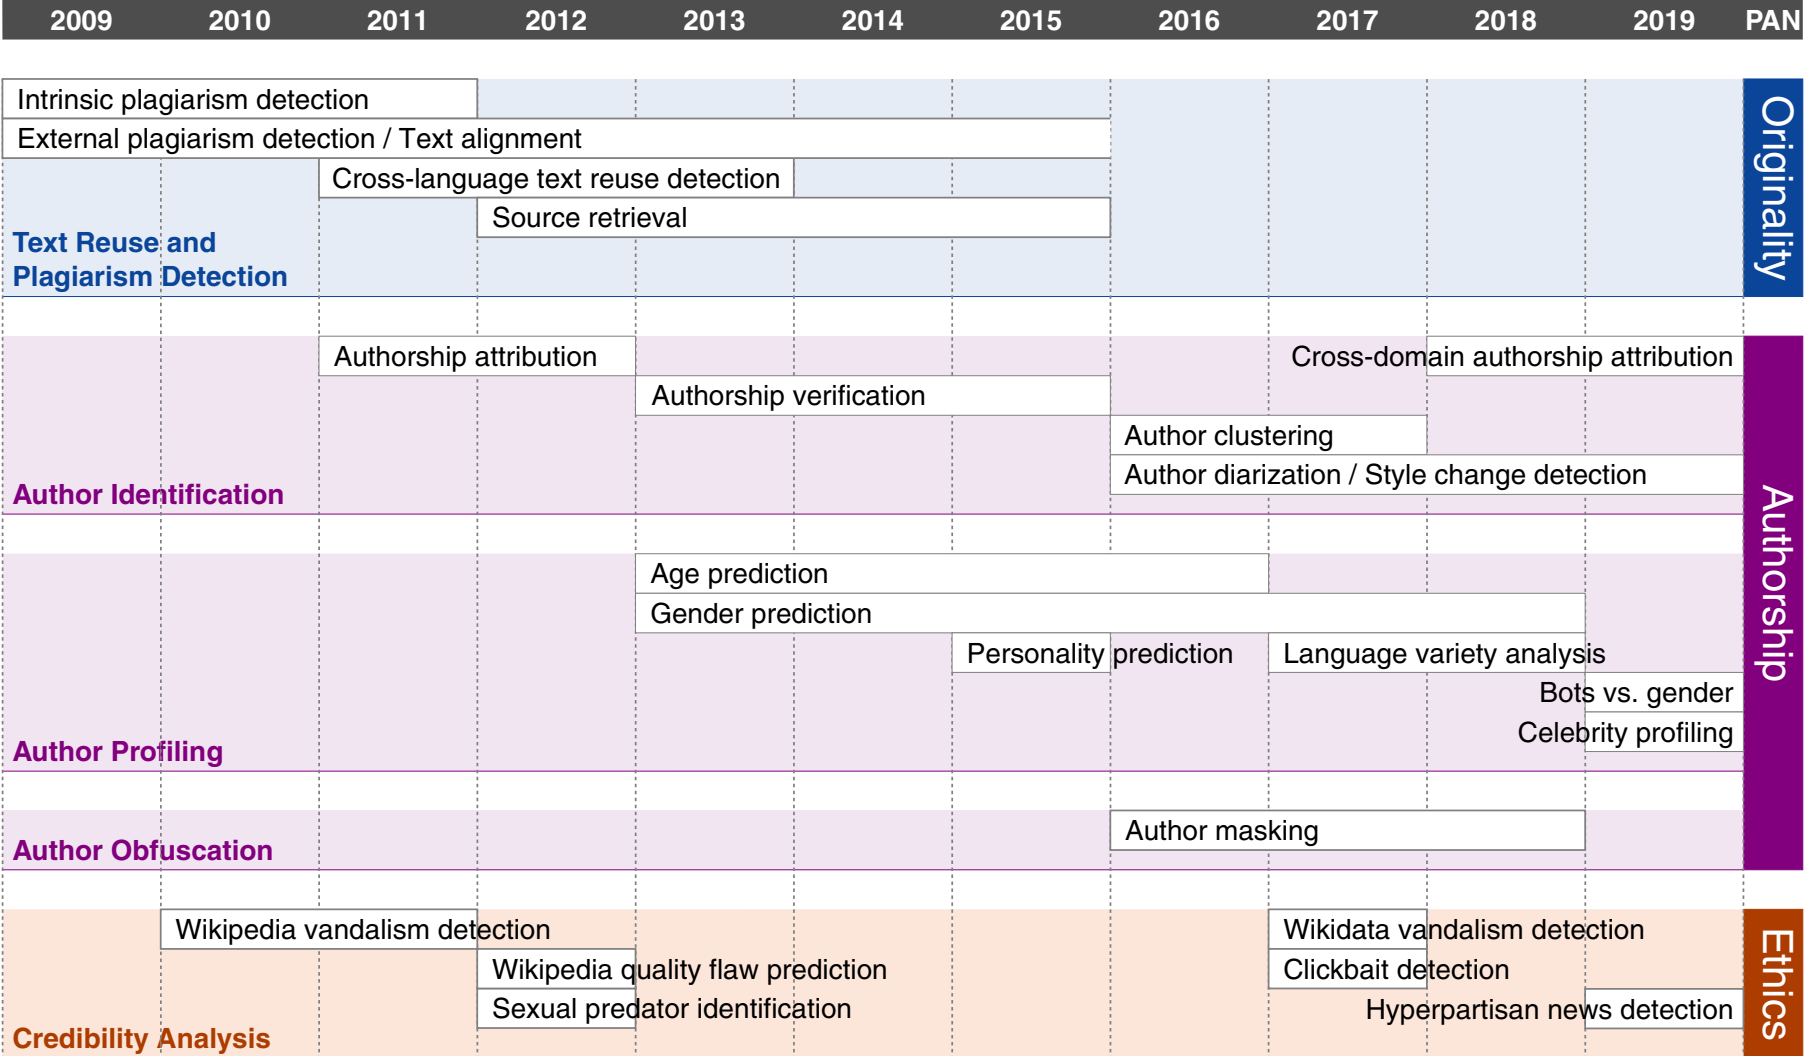 2009 2010 2011 2012 2013 2014 2015 2016 2017 2018 2019 PAN
Intrinsic plagiarism detection
External plagiarism detection / Text alignment
Cross-language text reuse detection
Source retrieval
Text Reuse and
Plagiarism Detection
Originality
Authorship attribution
Cross-domain authorship attribution
Authorship verification
Author clustering
Author diarization / Style change detection
Author Identification
Age prediction
Gender prediction
Personality prediction
Language variety analysis
Bots vs. gender
Celebrity profiling
Author Profiling
Author masking
Author Obfuscation
Authorship
Wikipedia vandalism detection
Wikidata vandalism detection
Wikipedia quality flaw prediction
Clickbait detection
Sexual predator identification
Hyperpartisan news detection
Credibility Analysis
Ethics